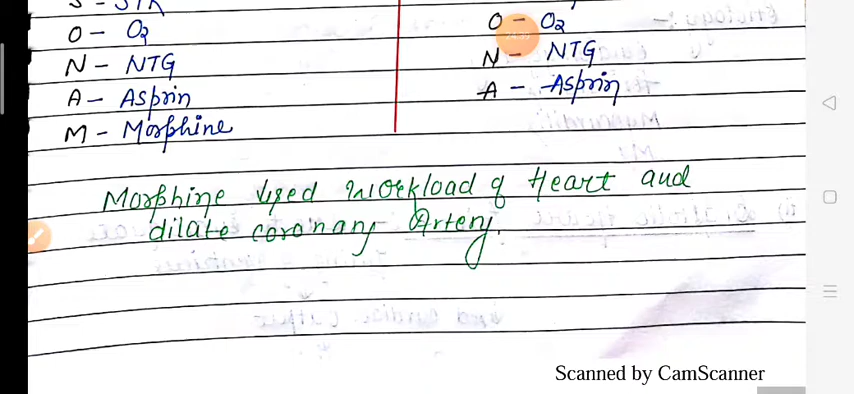 S - STK
O - O2
N - NTG
A - Asprin
M - Morphine
O - O2
N - NTG
A - Asprin
Morphine used workload of Heart and
dilate coronary Artery.
Scanned by CamScanner